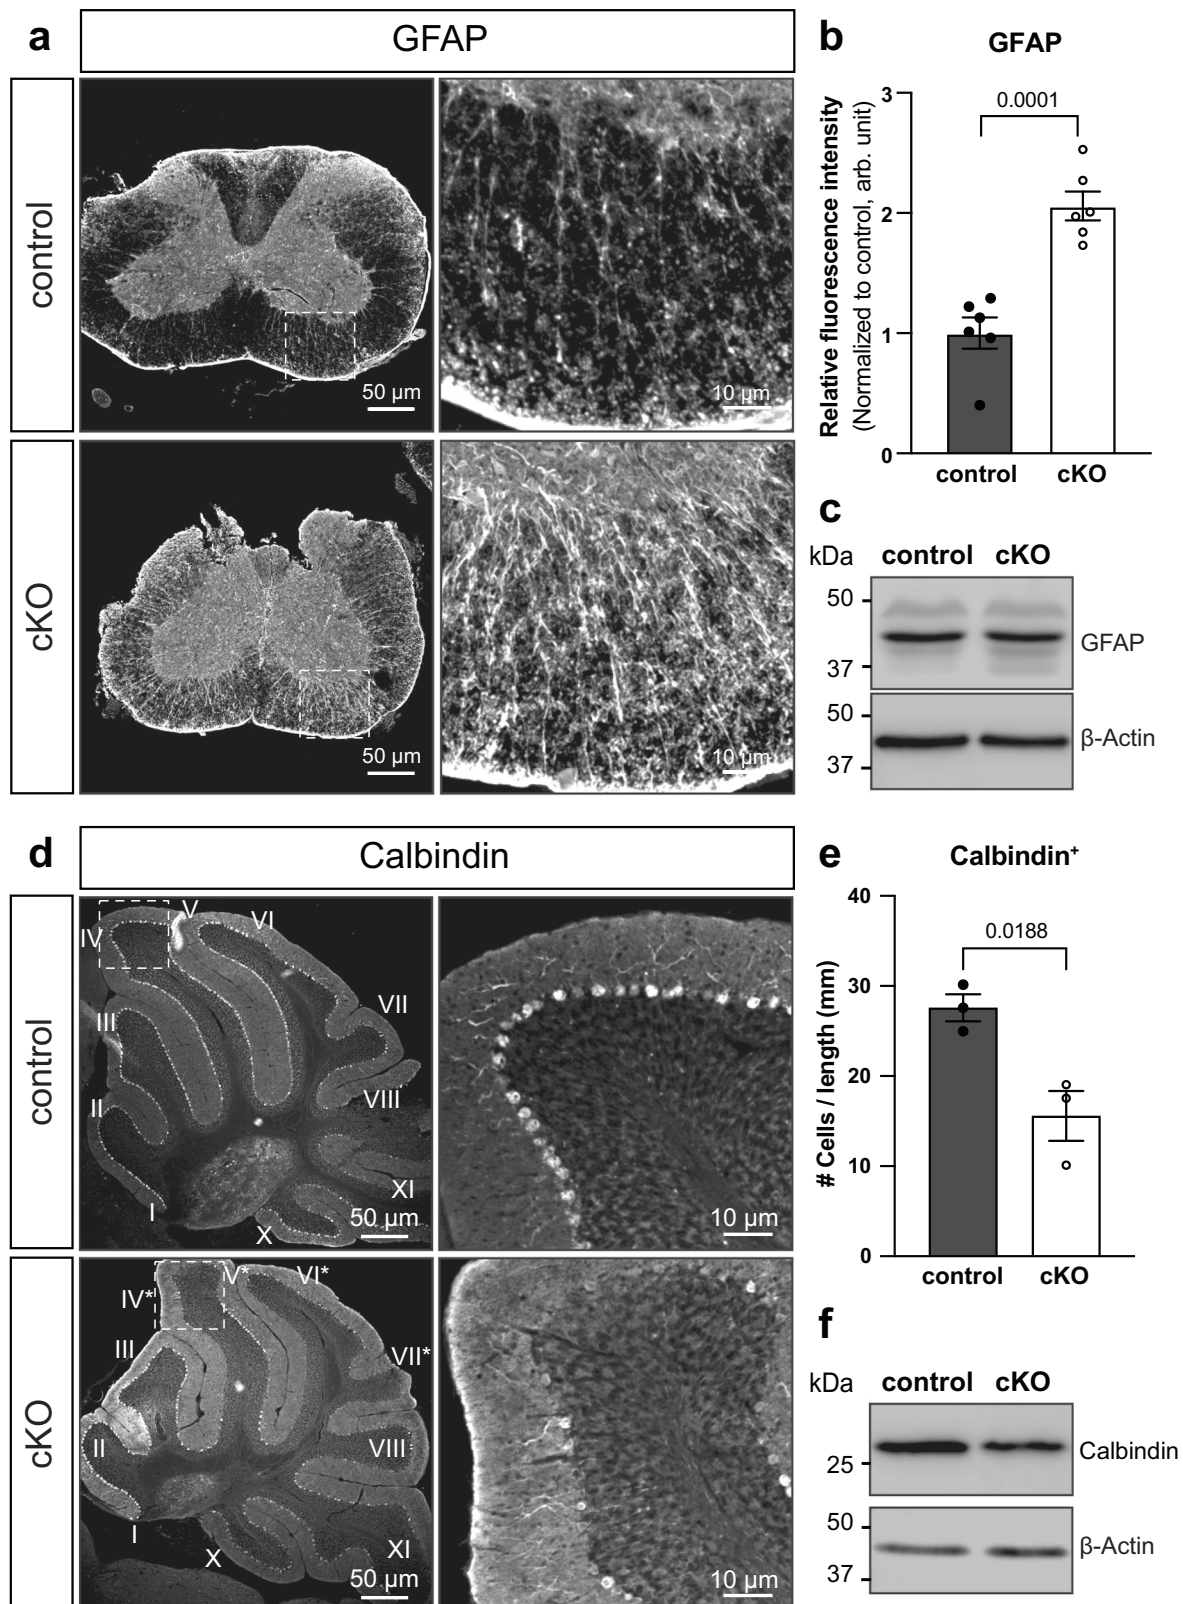 a
GFAP
control
50 µm
10 µm
cKO
50 µm
10 µm
b
GFAP
Relative fluorescence intensity
(Normalized to control, arb. unit)
3
2
1
0
0.0001
control cKO
c
kDa control cKO
50
37
GFAP
50
37
β-Actin
d
Calbindin
control
IV
V
VI
III
VII
II
VIII
I
X
XI
50 µm
10 µm
cKO
IV*
V*
VI*
III
VII*
II
VIII
I
X
XI
50 µm
10 µm
e
Calbindin+
# Cells / length (mm)
40
30
20
10
0
0.0188
control cKO
f
kDa control cKO
25
Calbindin
50
37
β-Actin